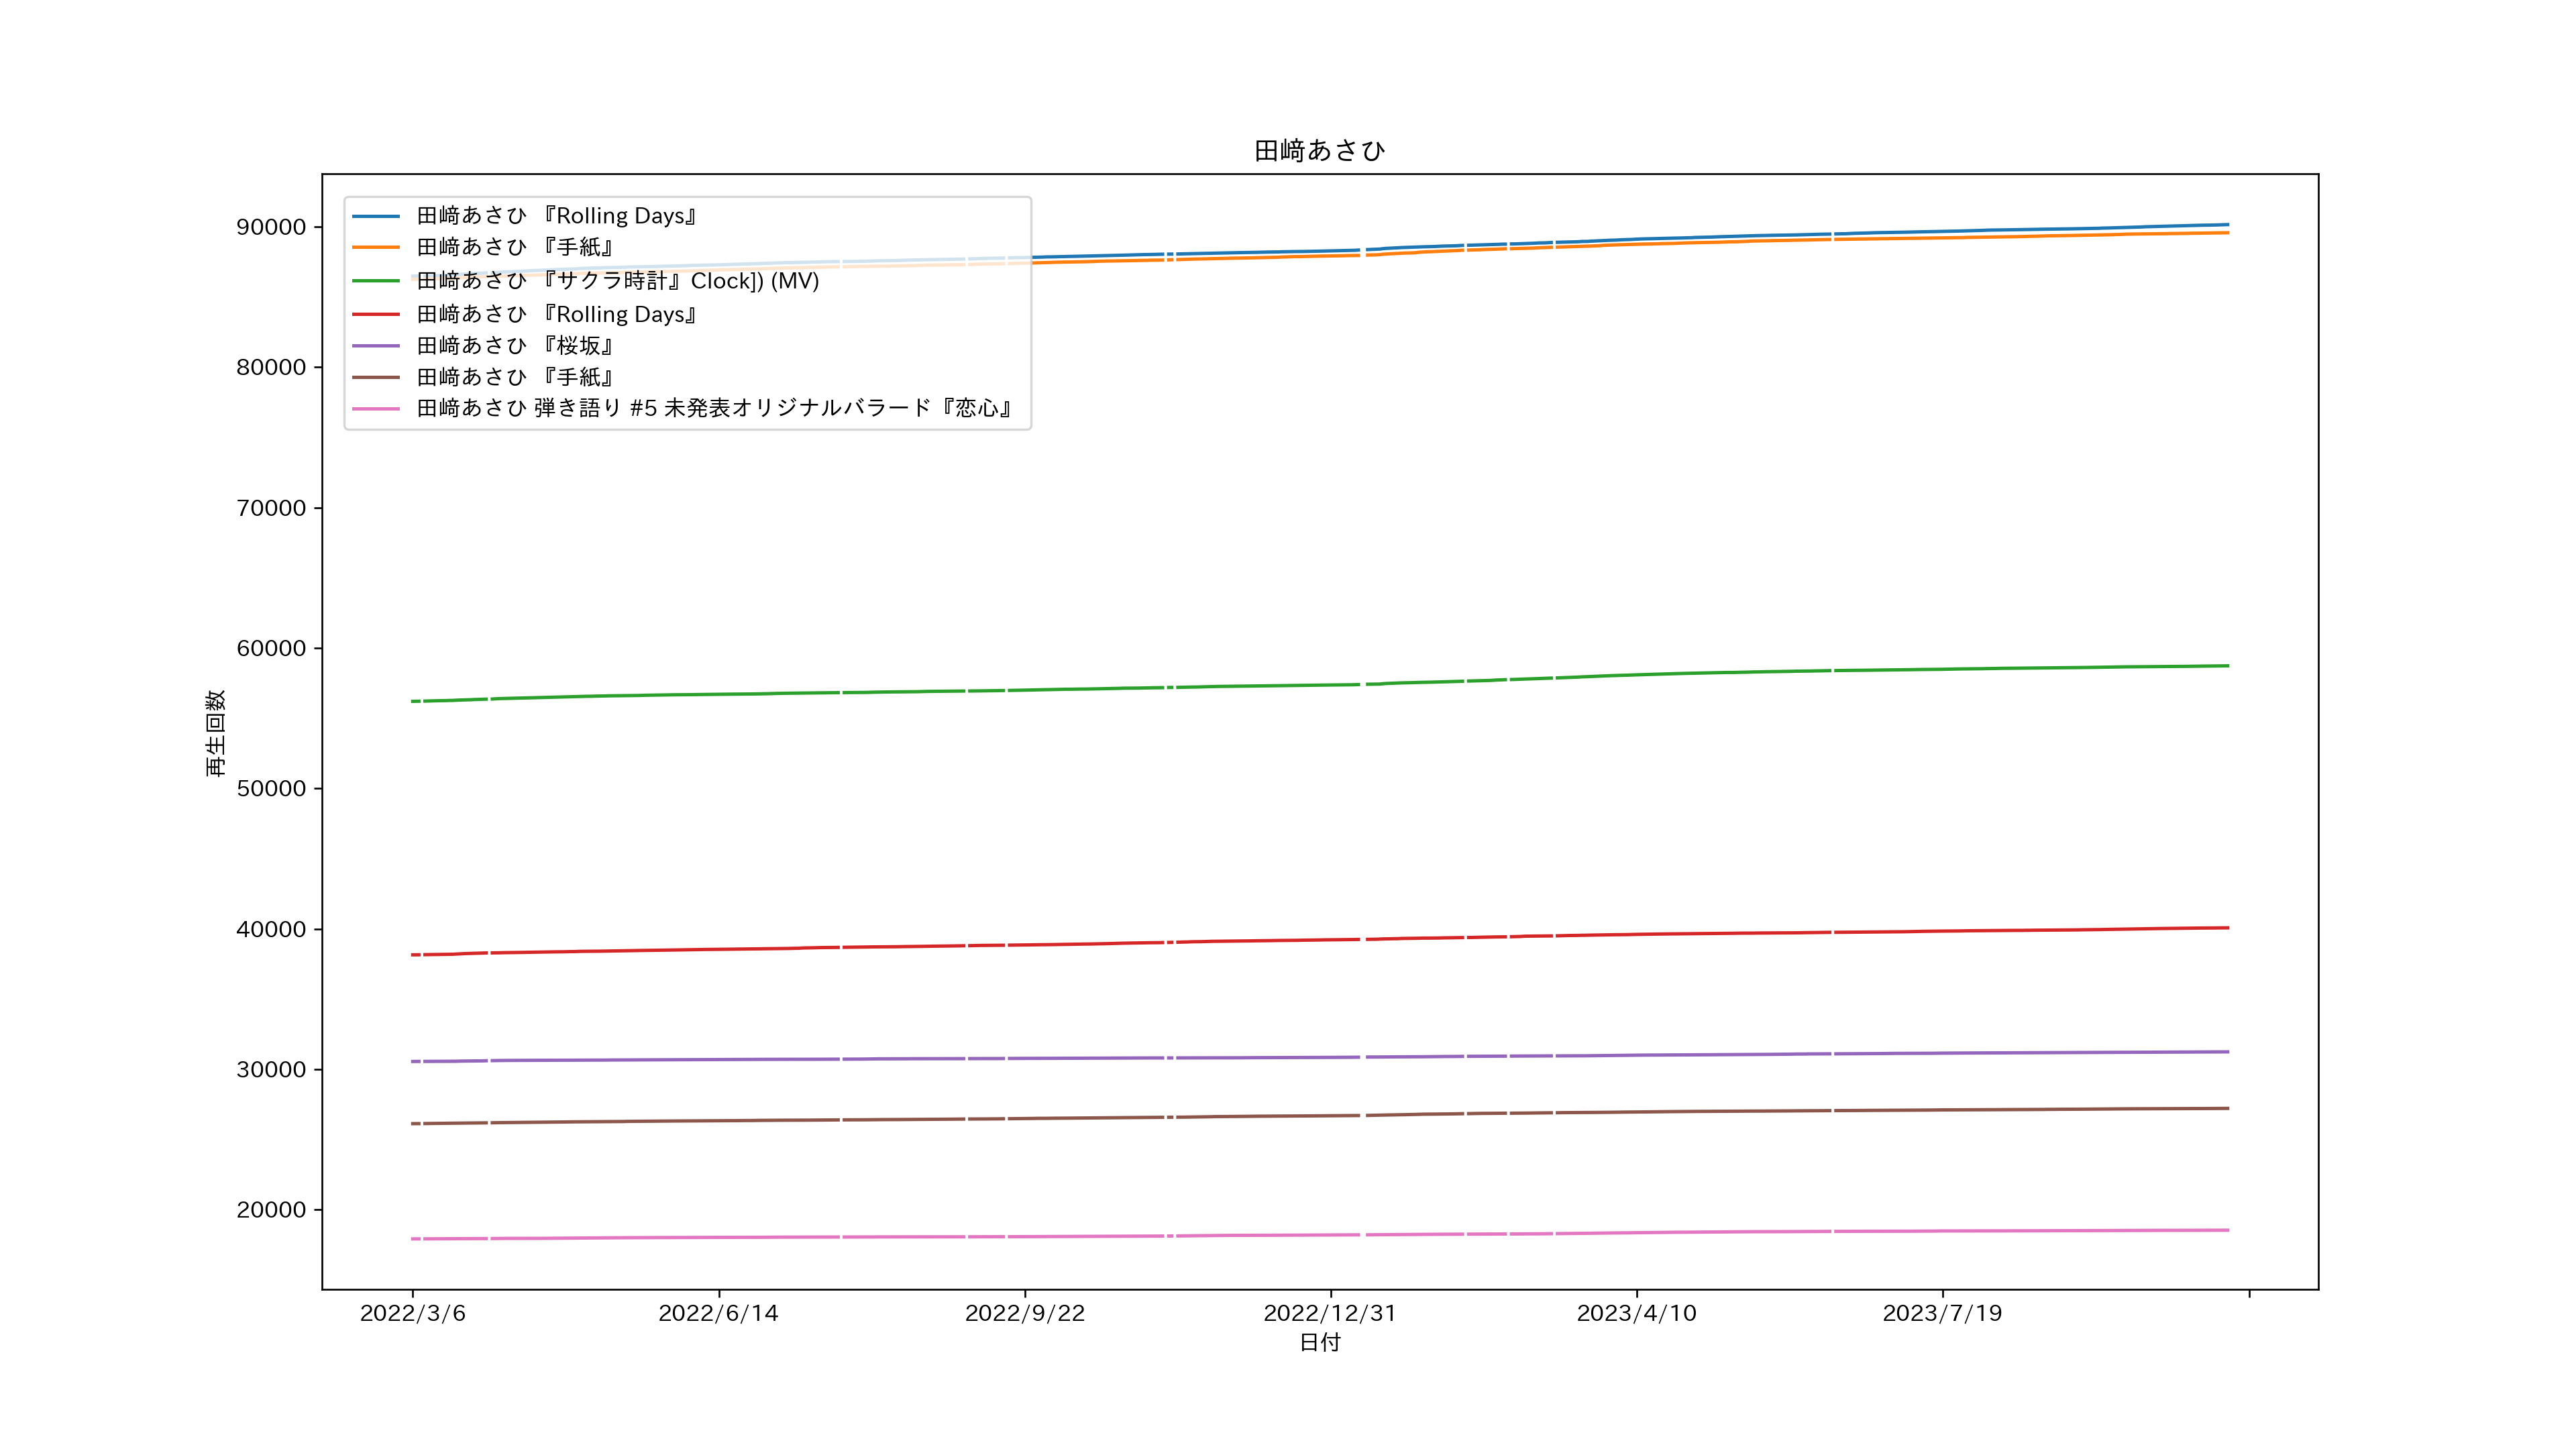 田﨑あさひ
90000
80000
70000
60000
50000
40000
30000
20000
再生回数
田﨑あさひ 『Rolling Days』
田﨑あさひ 『手紙』
田﨑あさひ 『サクラ時計』Clock]) (MV)
田﨑あさひ 『Rolling Days』
田﨑あさひ 『桜坂』
田﨑あさひ 『手紙』
田﨑あさひ 弾き語り #5 未発表オリジナルバラード『恋心』
2022/3/6 2022/6/14 2022/9/22 2022/12/31 2023/4/10 2023/7/19
日付